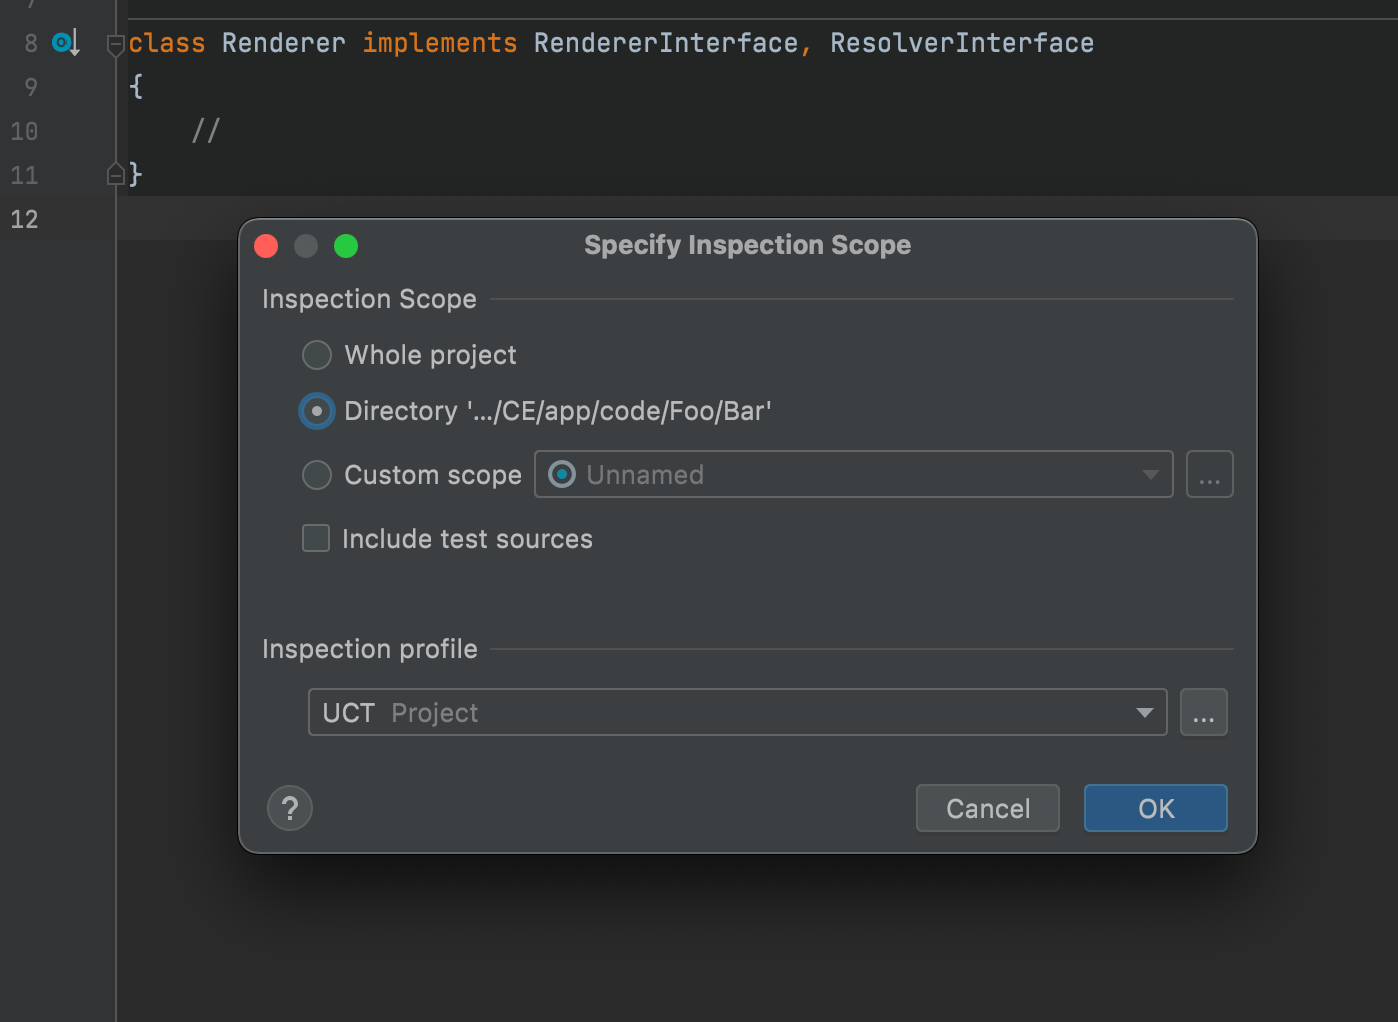 8 class Renderer implements RendererInterface, ResolverInterface
9 {
10 //
11 }
12
Specify Inspection Scope
Inspection Scope
Whole project
Directory '.../CE/app/code/Foo/Bar'
Custom scope Unnamed ...
Include test sources
Inspection profile
UCT Project ...
? Cancel OK